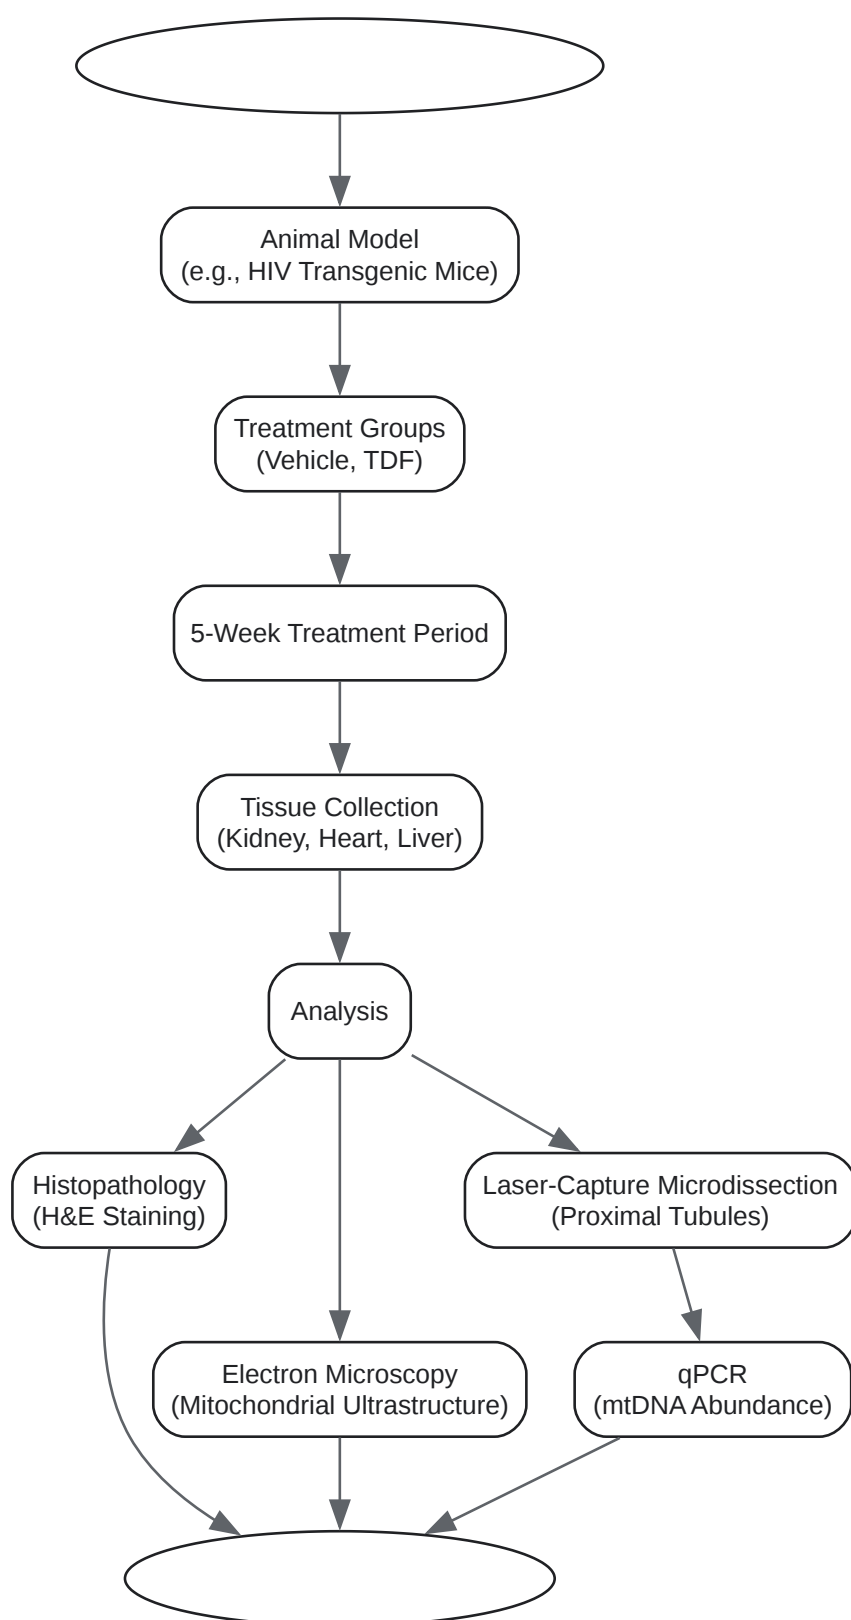 Animal Model
(e.g., HIV Transgenic Mice)
Treatment Groups
(Vehicle, TDF)
5-Week Treatment Period
Tissue Collection
(Kidney, Heart, Liver)
Analysis
Histopathology
(H&E Staining)
Laser-Capture Microdissection
(Proximal Tubules)
Electron Microscopy
(Mitochondrial Ultrastructure)
qPCR
(mtDNA Abundance)